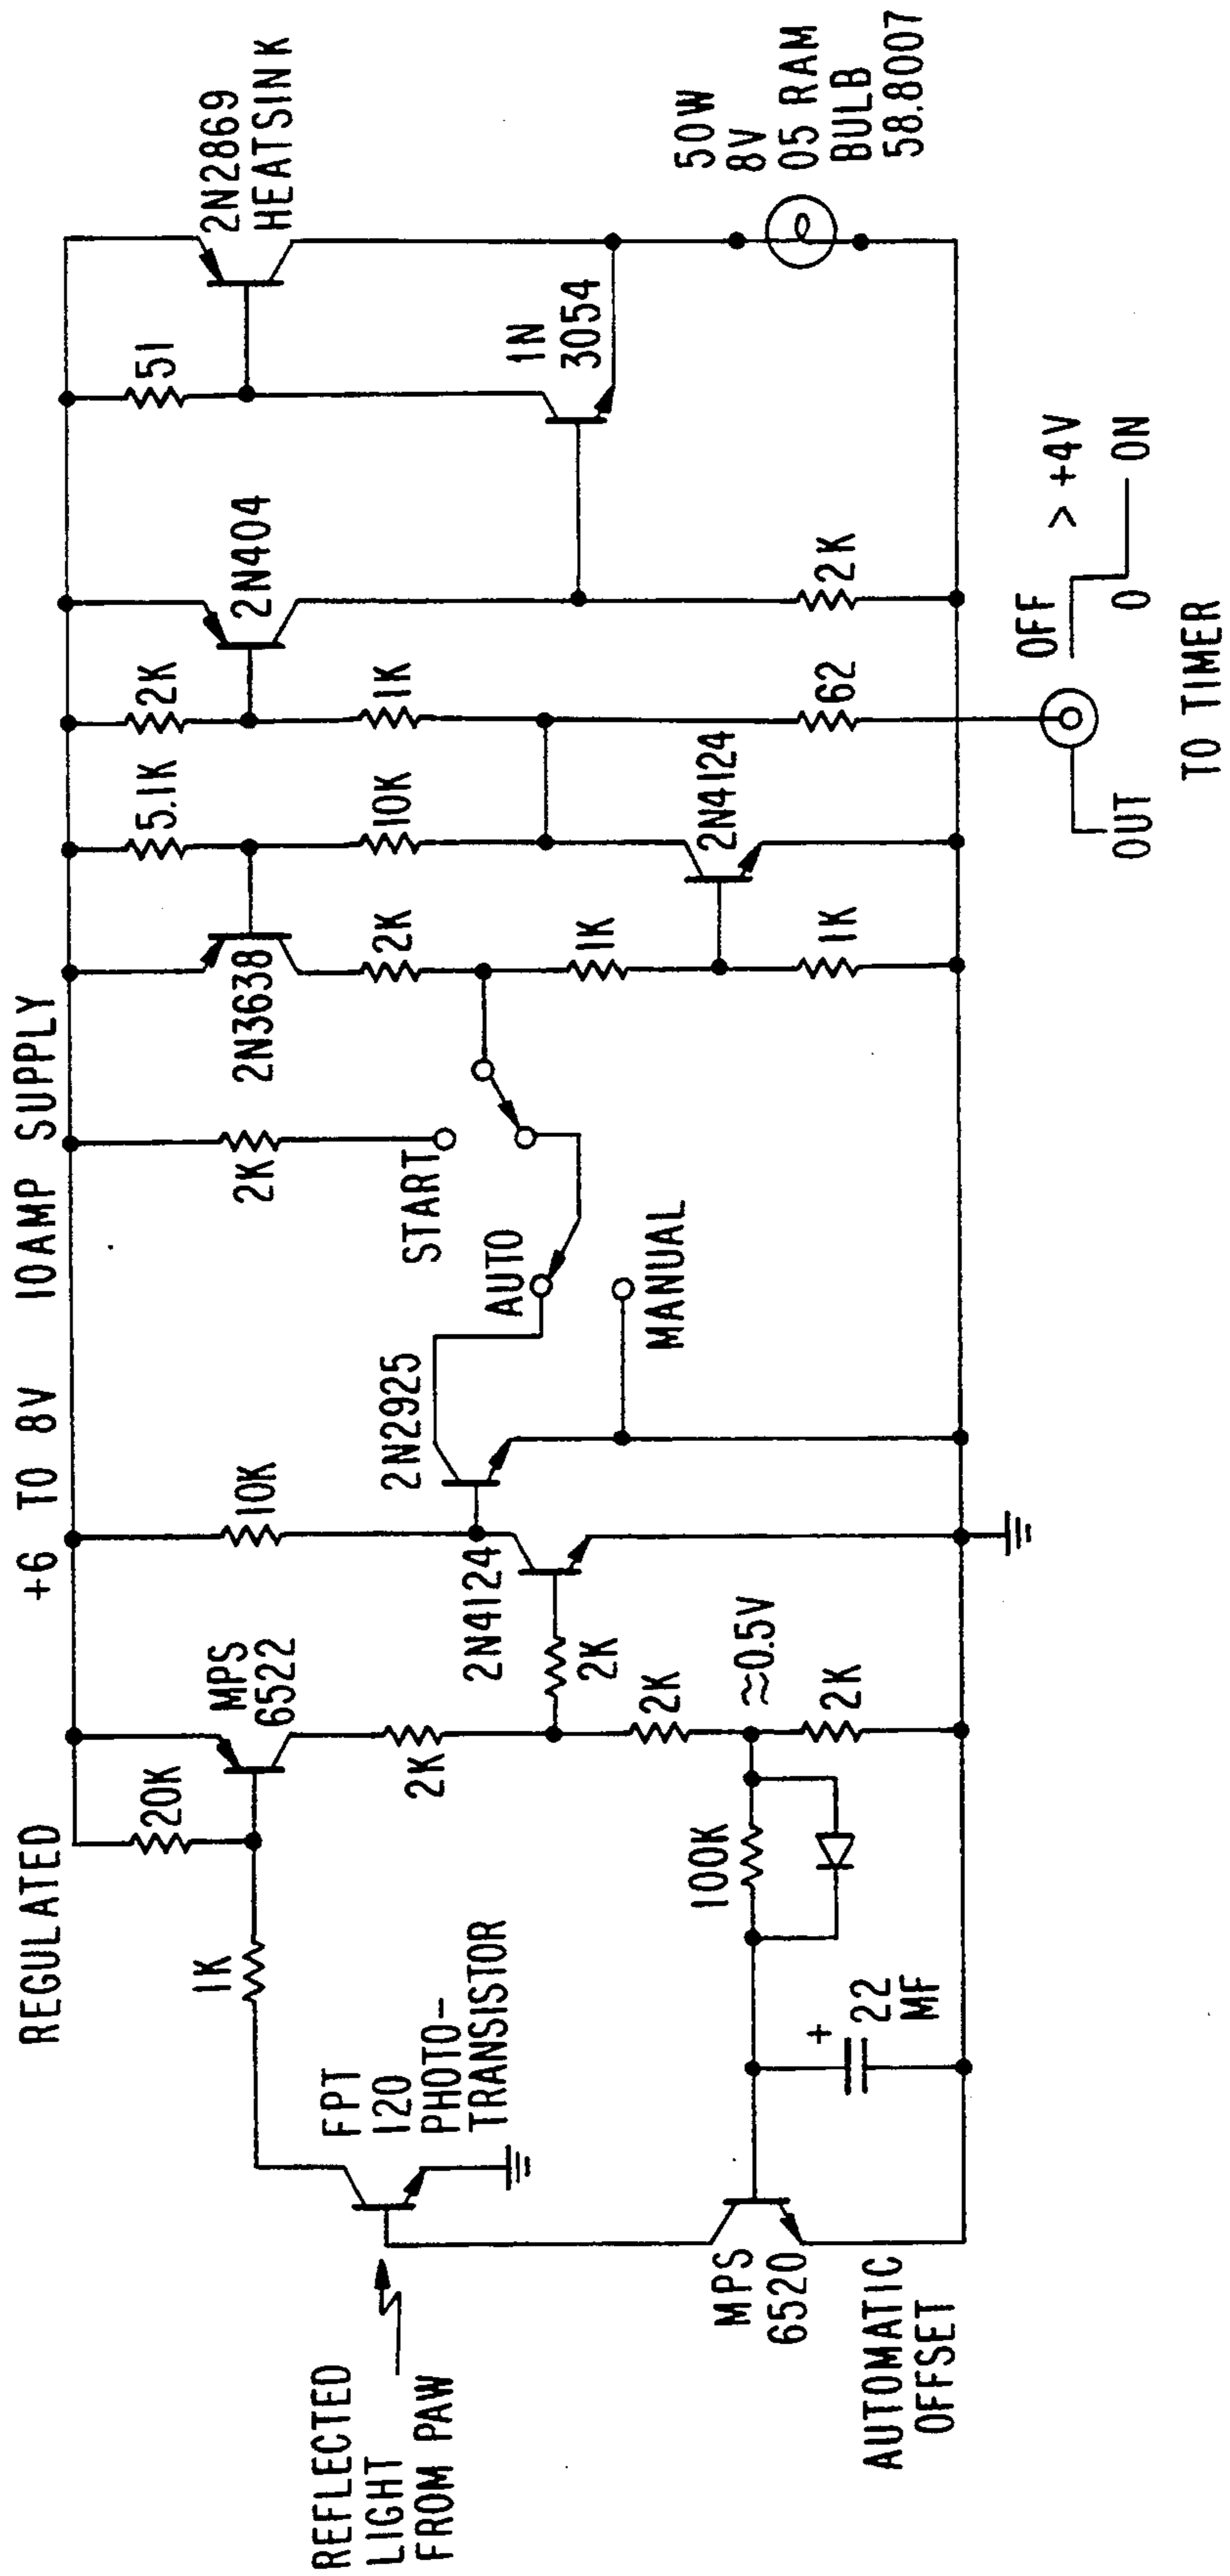 REGULATED +6 TO 8V 10AMP SUPPLY
20K
MPS
6522
10K
2K
START
2N3638
5.1K
2K
2N404
51
2N2869
HEATSINK
1K
2N2925
AUTO
MANUAL
2K
10K
1K
1N
3054
FPT
120
PHOTO-
TRANSISTOR
2K
2N4124
2K
1K
2N4124
REFLECTED
LIGHT
FROM PAW
2K
≈0.5V
2K
100K
1K
62
2K
50W
8V
05 RAM
BULB
58.8007
MPS
6520
+
22
MF
AUTOMATIC
OFFSET
OUT
OFF
> +4V
0
ON
TO TIMER